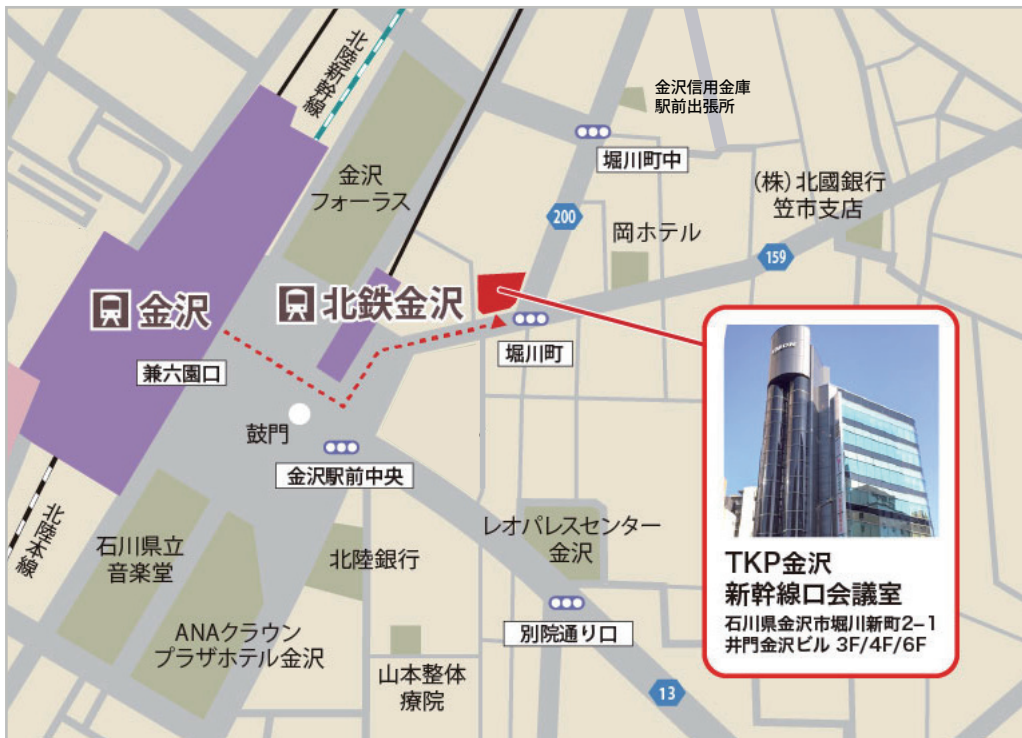 北陸新幹線
金沢信用金庫
駅前出張所
堀川町中
金沢
フォーラス
(株)北國銀行
笠市支店
200
岡ホテル
159
金沢
北鉄金沢
兼六園口
堀川町
鼓門
金沢駅前中央
北陸本線
石川県立
音楽堂
北陸銀行
レオパレスセンター
金沢
ANAクラウン
プラザホテル金沢
別院通り口
山本整体
療院
13
TKP金沢
新幹線口会議室
石川県金沢市堀川新町2−1
井門金沢ビル 3F/4F/6F